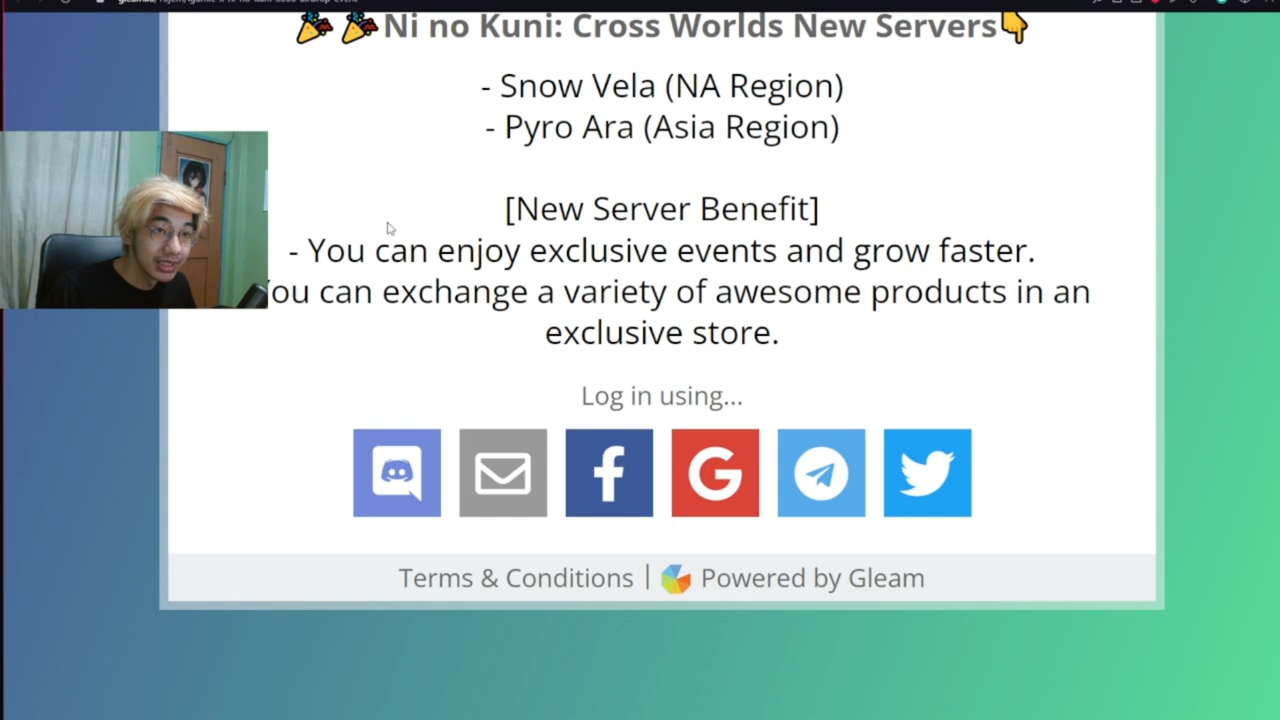 🎉 🎉Ni no Kuni: Cross Worlds New Servers👇
- Snow Vela (NA Region)
- Pyro Ara (Asia Region)
[New Server Benefit]
- You can enjoy exclusive events and grow faster.
You can exchange a variety of awesome products in an
exclusive store.
Log in using...
Terms & Conditions | Powered by Gleam